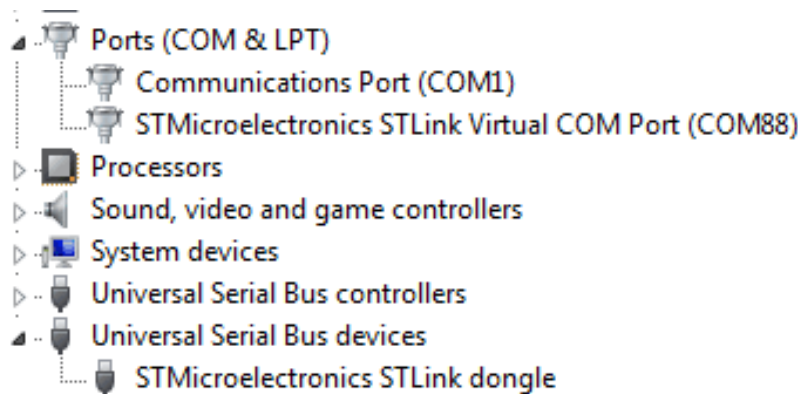 Ports (COM & LPT)
Communications Port (COM1)
STMicroelectronics STLink Virtual COM Port (COM88)
Processors
Sound, video and game controllers
System devices
Universal Serial Bus controllers
Universal Serial Bus devices
STMicroelectronics STLink dongle